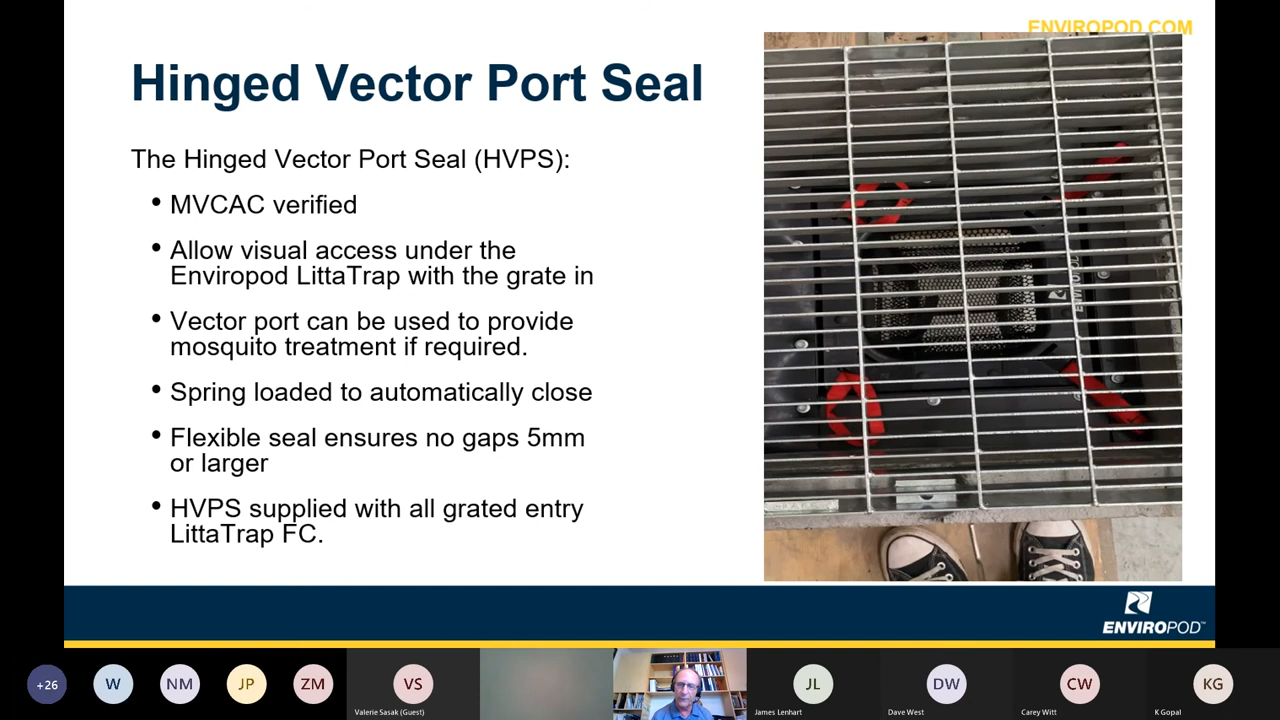 ENVIROPOD.COM
Hinged Vector Port Seal
The Hinged Vector Port Seal (HVPS):
• MVCAC verified
• Allow visual access under the
Enviropod LittaTrap with the grate in
• Vector port can be used to provide
mosquito treatment if required.
• Spring loaded to automatically close
• Flexible seal ensures no gaps 5mm
or larger
• HVPS supplied with all grated entry
LittaTrap FC.
ENVIROPOD™
+26
W
NM
JP
ZM
VS
Valerie Sasak (Guest)
JL
James Lenhart
DW
Dave West
CW
Carey Witt
KG
K Gopal